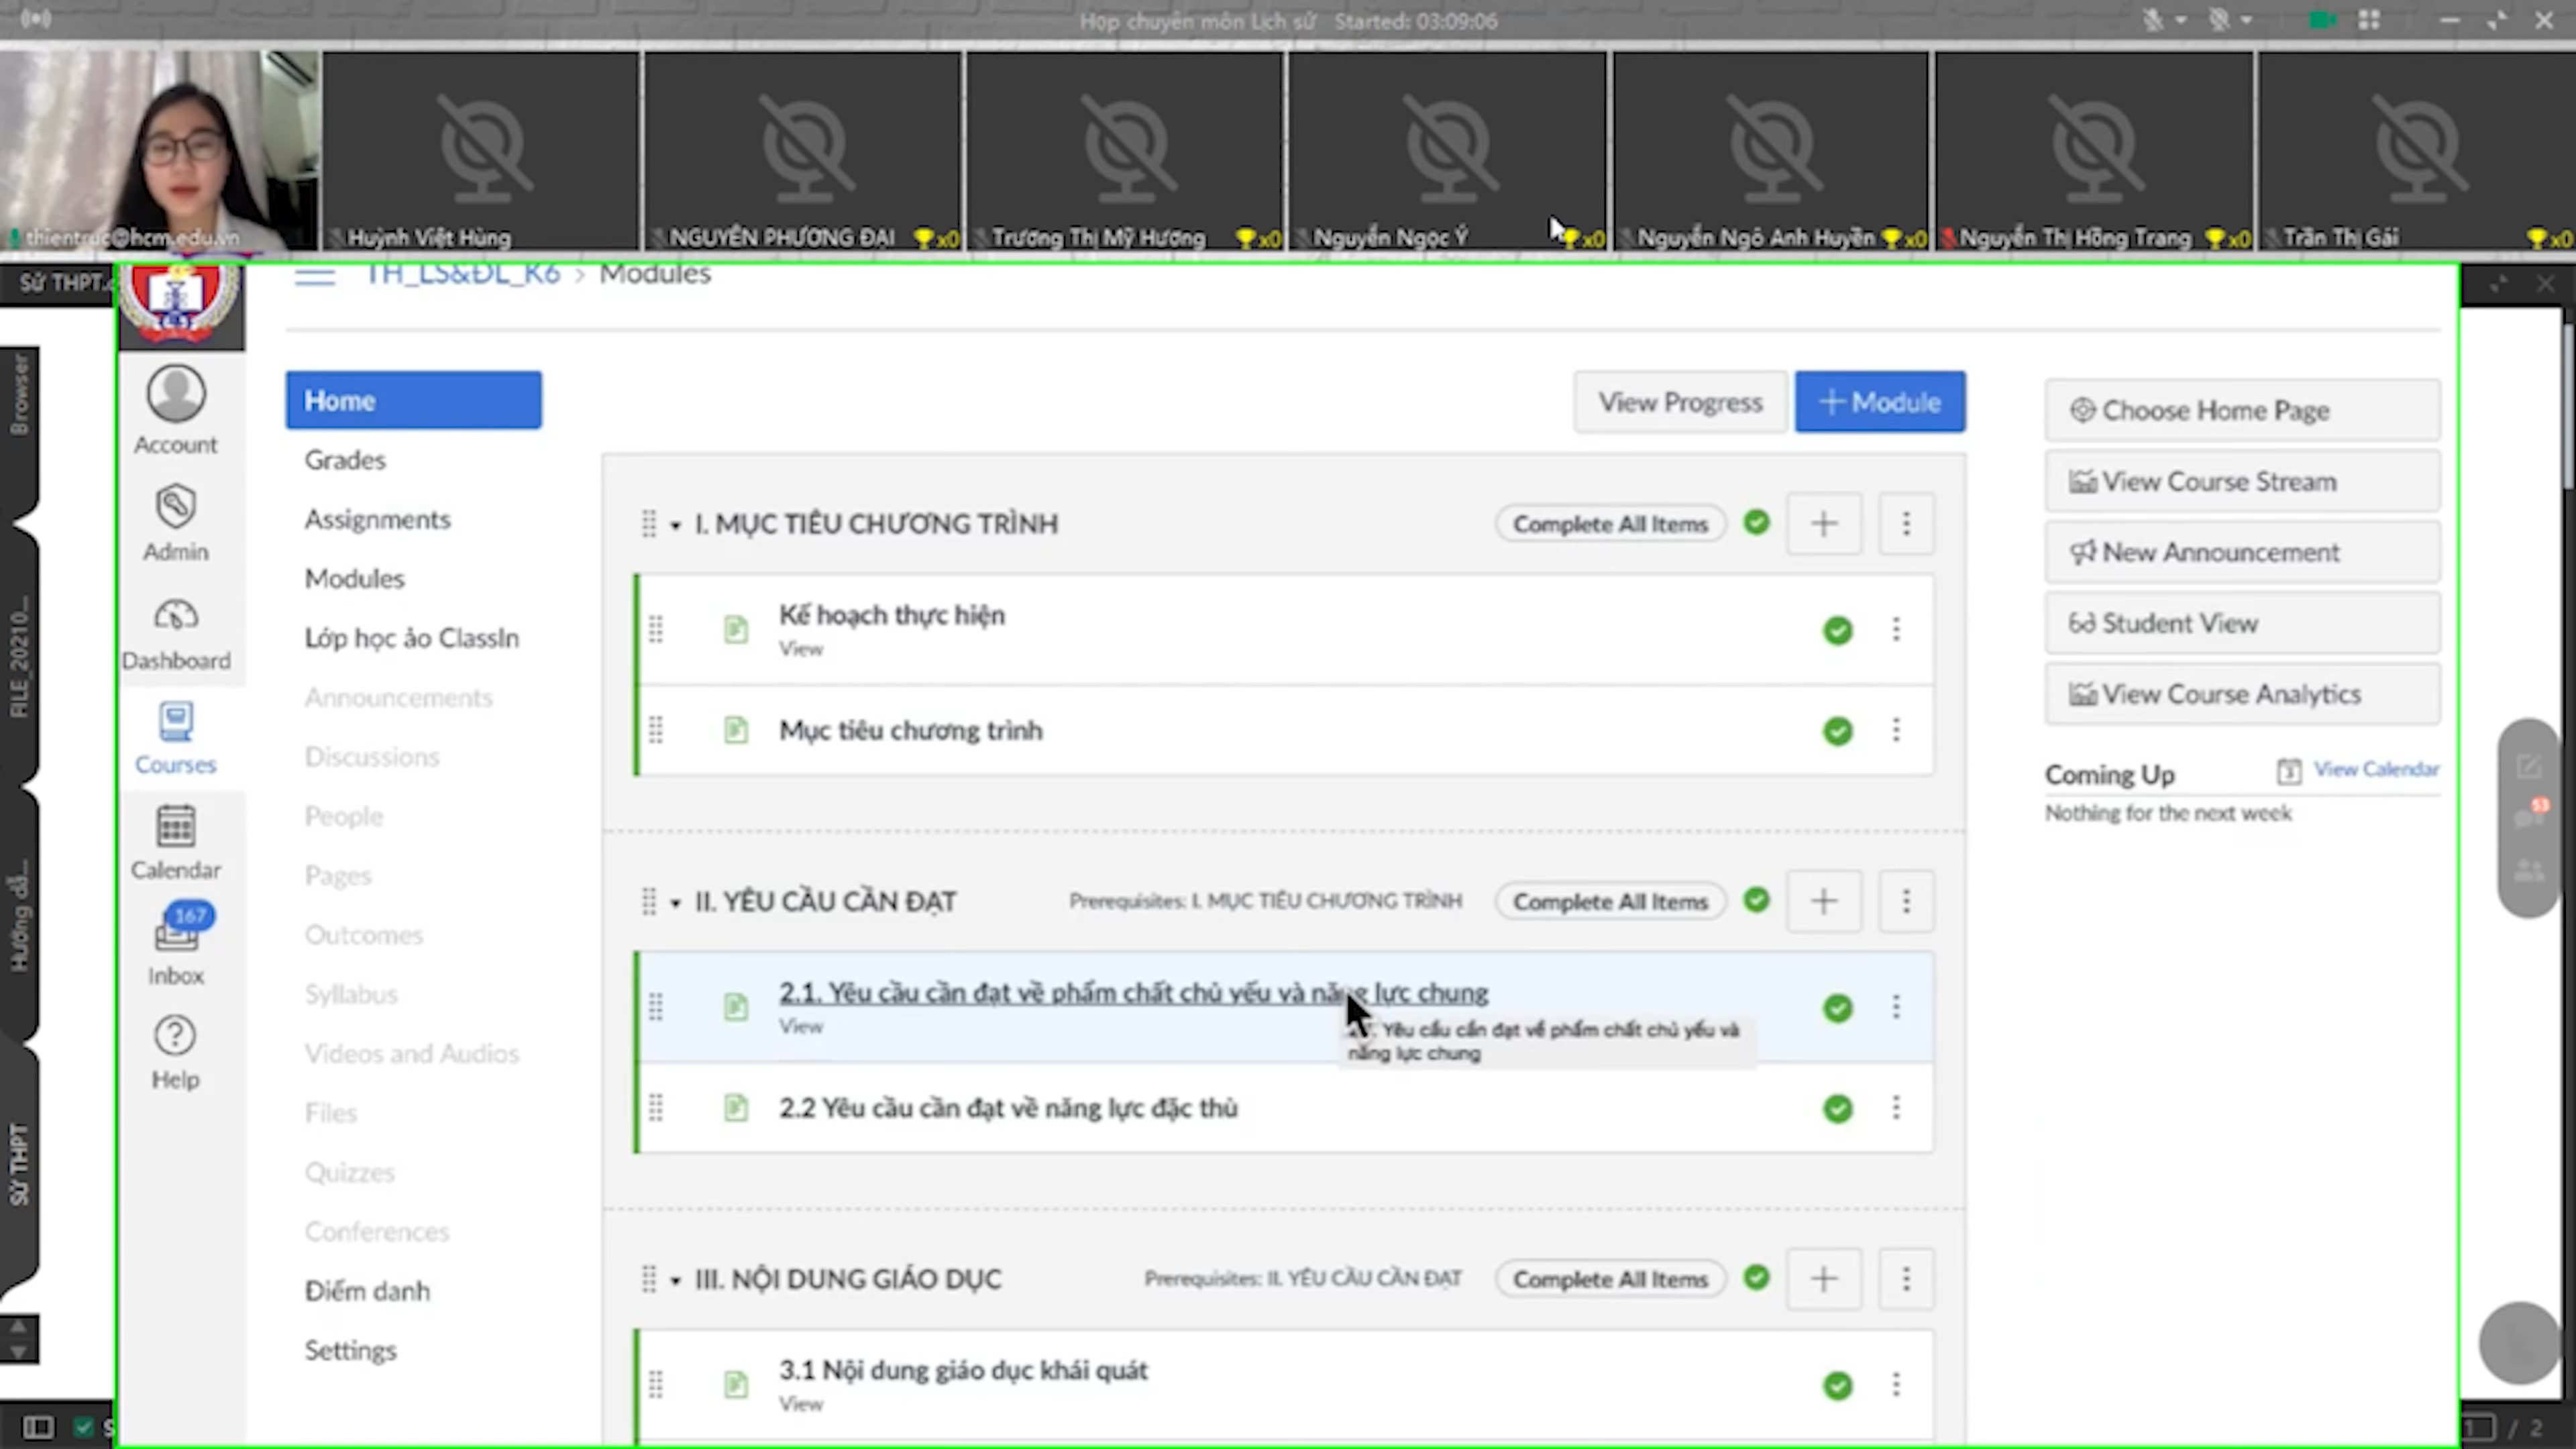 Họp chuyên môn Lịch sử Started: 03:09:06
thientruc@hcm.edu.vn
Huỳnh Việt Hùng
NGUYỄN PHƯƠNG ĐẠI x0
Trương Thị Mỹ Hương x0
Nguyễn Ngọc Ý x0
Nguyễn Ngô Anh Huyền x0
Nguyễn Thị Hồng Trang x0
Trần Thị Gái x0
Sử THPT.
TH_LS&ĐL_K6 > Modules
Browser
FILE_20210...
Hướng dẫ...
Sử THPT
Account
Admin
Dashboard
Courses
Calendar
167
Inbox
Help
Home
Grades
Assignments
Modules
Lớp học ảo ClassIn
Announcements
Discussions
People
Pages
Outcomes
Syllabus
Videos and Audios
Files
Quizzes
Conferences
Điểm danh
Settings
View Progress
+ Module
I. MỤC TIÊU CHƯƠNG TRÌNH
Complete All Items
Kế hoạch thực hiện
View
Mục tiêu chương trình
II. YÊU CẦU CẦN ĐẠT
Prerequisites: I. MỤC TIÊU CHƯƠNG TRÌNH
Complete All Items
2.1. Yêu cầu cần đạt về phẩm chất chủ yếu và năng lực chung
View
Yêu cầu cần đạt về phẩm chất chủ yếu và
năng lực chung
2.2 Yêu cầu cần đạt về năng lực đặc thù
III. NỘI DUNG GIÁO DỤC
Prerequisites: II. YÊU CẦU CẦN ĐẠT
Complete All Items
3.1 Nội dung giáo dục khái quát
View
Choose Home Page
View Course Stream
New Announcement
Student View
View Course Analytics
Coming Up
View Calendar
Nothing for the next week
53
1 / 2